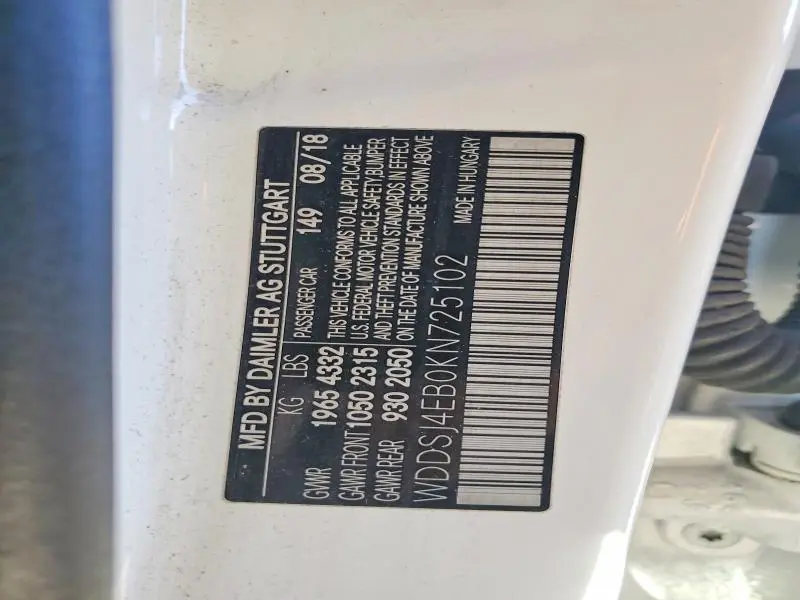 MFD BY DAIMLER AG STUTTGART
KG LBS PASSENGER CAR 149 08/18
GVWR 1965 4332 THIS VEHICLE CONFORMS TO ALL APPLICABLE
GAWR FRONT 1050 2315 U.S. FEDERAL MOTOR VEHICLE SAFETY,BUMPER
AND THEFT PREVENTION STANDARDS IN EFFECT
GAWR REAR 930 2050 ON THE DATE OF MANUFACTURE SHOWN ABOVE
WDDSJ4EB0KN725102 MADE IN HUNGARY